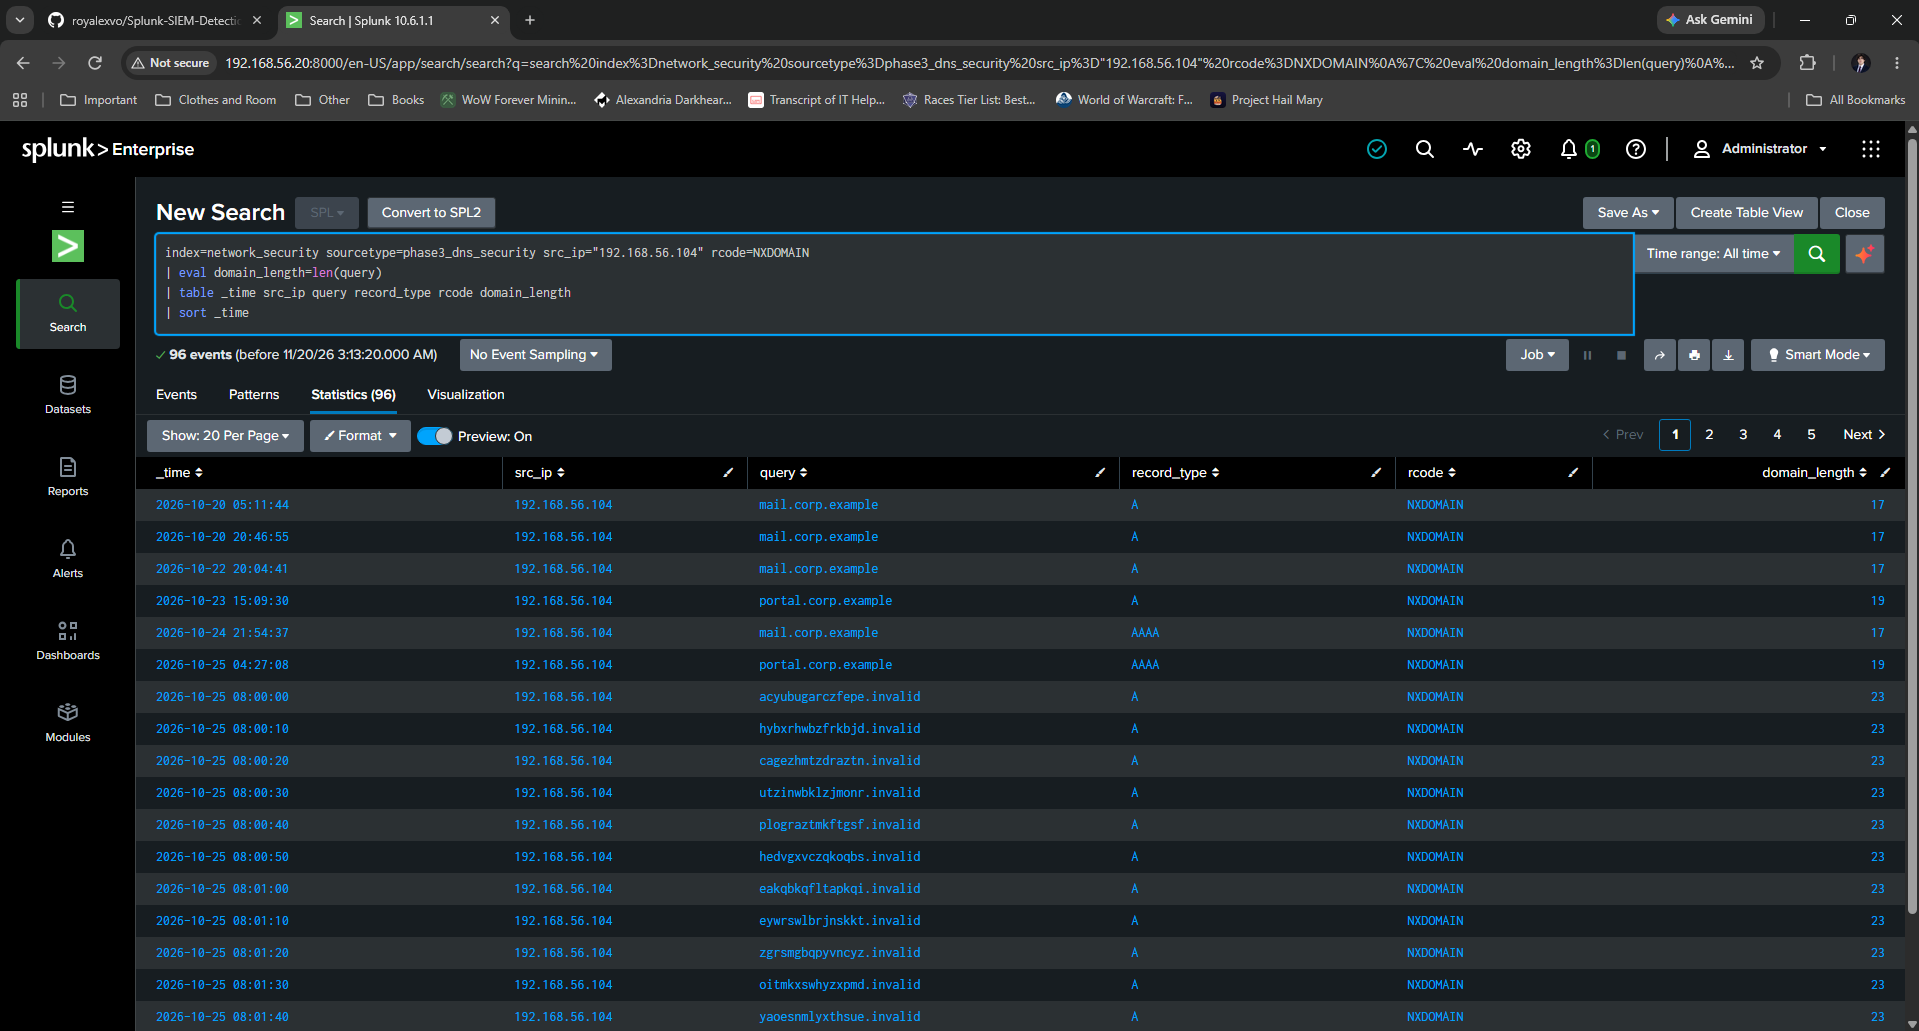 royalexvo/Splunk-SIEM-Detectio
Search | Splunk 10.6.1.1
Ask Gemini
Not secure
192.168.56.20:8000/en-US/app/search/search?q=search%20index%3Dnetwork_security%20sourcetype%3Dphase3_dns_security%20src_ip%3D"192.168.56.104"%20rcode%3DNXDOMAIN%0A%7C%20eval%20domain_length%3Dlen(query)%0A%...
Important
Clothes and Room
Other
Books
WoW Forever Minin...
Alexandria Darkhear...
Transcript of IT Help...
Races Tier List: Best...
World of Warcraft: F...
Project Hail Mary
All Bookmarks
splunk>Enterprise
1
Administrator
New Search
SPL
Convert to SPL2
Save As
Create Table View
Close
index=network_security sourcetype=phase3_dns_security src_ip="192.168.56.104" rcode=NXDOMAIN
| eval domain_length=len(query)
| table _time src_ip query record_type rcode domain_length
| sort _time
Time range: All time
Search
Datasets
Reports
Alerts
Dashboards
Modules
96 events (before 11/20/26 3:13:20.000 AM)
No Event Sampling
Job
Smart Mode
Events
Patterns
Statistics (96)
Visualization
Show: 20 Per Page
Format
Preview: On
< Prev 1 2 3 4 5 Next >
_time src_ip query record_type rcode domain_length
2026-10-20 05:11:44 192.168.56.104 mail.corp.example A NXDOMAIN 17
2026-10-20 20:46:55 192.168.56.104 mail.corp.example A NXDOMAIN 17
2026-10-22 20:04:41 192.168.56.104 mail.corp.example A NXDOMAIN 17
2026-10-23 15:09:30 192.168.56.104 portal.corp.example A NXDOMAIN 19
2026-10-24 21:54:37 192.168.56.104 mail.corp.example AAAA NXDOMAIN 17
2026-10-25 04:27:08 192.168.56.104 portal.corp.example AAAA NXDOMAIN 19
2026-10-25 08:00:00 192.168.56.104 acyubugarczfepe.invalid A NXDOMAIN 23
2026-10-25 08:00:10 192.168.56.104 hybxrhwbzfrkbjd.invalid A NXDOMAIN 23
2026-10-25 08:00:20 192.168.56.104 cagezhmtzdraztn.invalid A NXDOMAIN 23
2026-10-25 08:00:30 192.168.56.104 utzinwbklzjmonr.invalid A NXDOMAIN 23
2026-10-25 08:00:40 192.168.56.104 plograztmkftgsf.invalid A NXDOMAIN 23
2026-10-25 08:00:50 192.168.56.104 hedvgxvczqkoqbs.invalid A NXDOMAIN 23
2026-10-25 08:01:00 192.168.56.104 eakqbkqfltapkqi.invalid A NXDOMAIN 23
2026-10-25 08:01:10 192.168.56.104 eywrswlbrjnskkt.invalid A NXDOMAIN 23
2026-10-25 08:01:20 192.168.56.104 zgrsmgbqpyvncyz.invalid A NXDOMAIN 23
2026-10-25 08:01:30 192.168.56.104 oitmkxswhyzxpmd.invalid A NXDOMAIN 23
2026-10-25 08:01:40 192.168.56.104 yaoesnmlyxthsue.invalid A NXDOMAIN 23